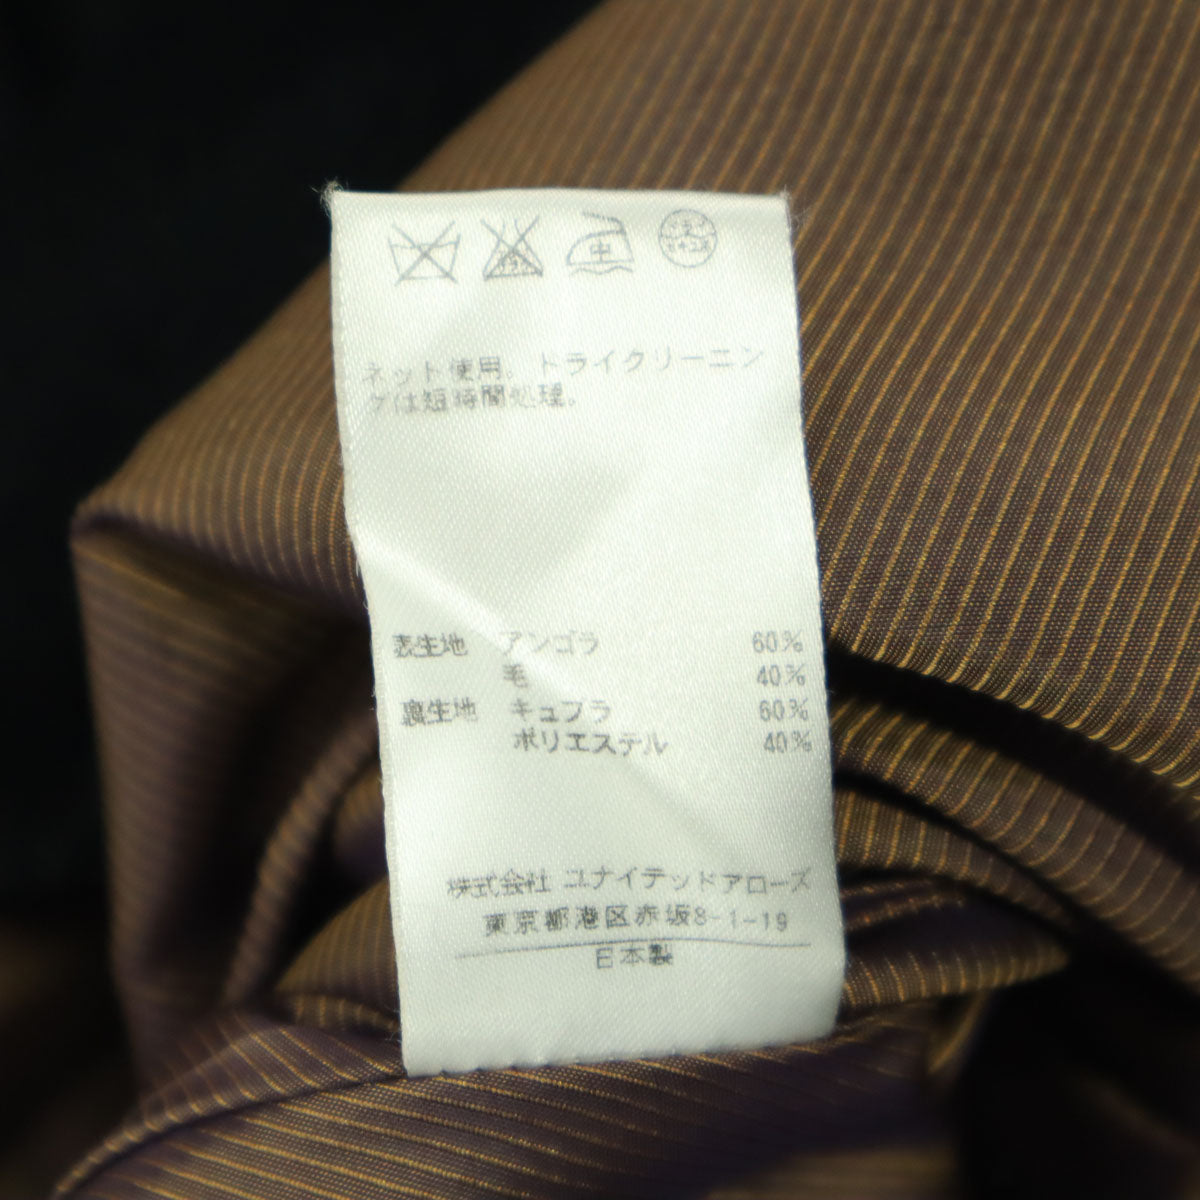 中
ネット使用。ドライクリーニン
グは短時間処理。
表生地 アンゴラ 60%
毛 40%
裏生地 キュプラ 60%
ポリエステル 40%
株式会社 ユナイテッドアローズ
東京都港区赤坂8-1-19
日本製